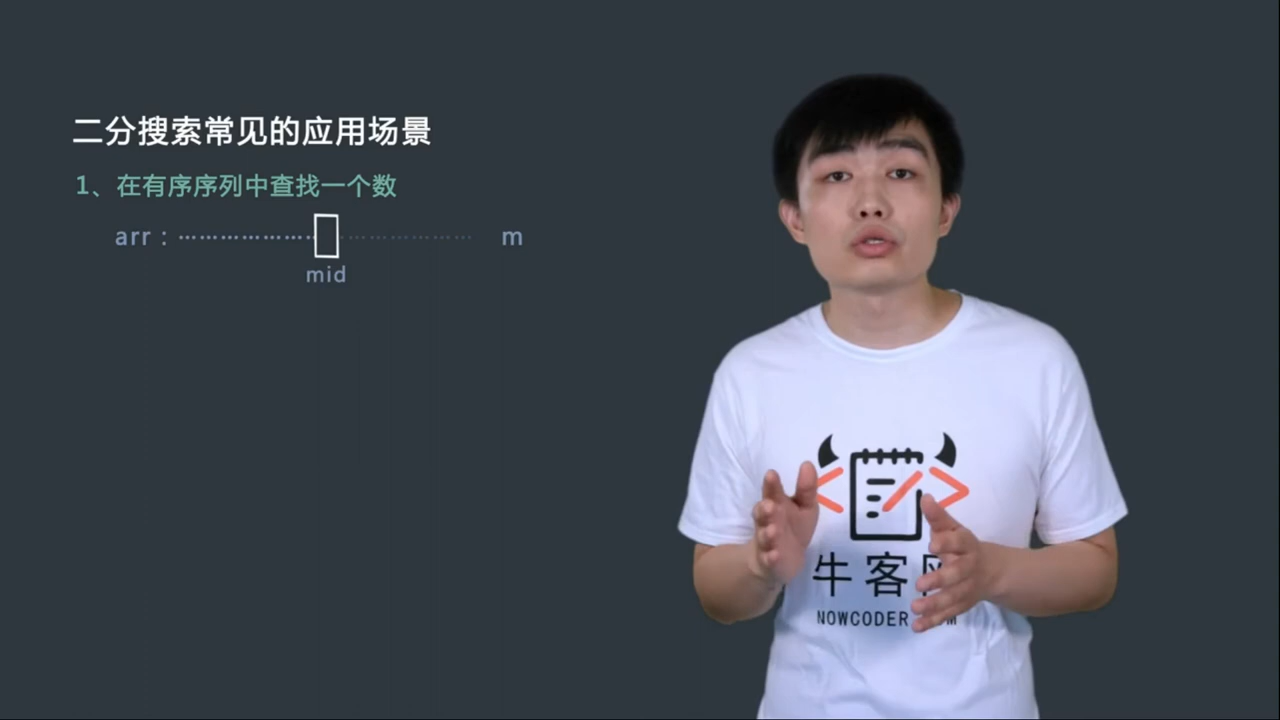 二分搜索常见的应用场景
1、在有序序列中查找一个数
arr : m
mid
牛客
NOWCODER